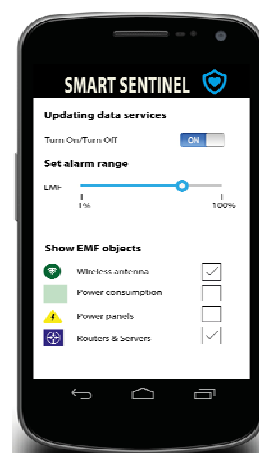 SMART SENTINEL
Updating data services
Turn On/Turn Off ON
Set alarm range
EMF
1% 100%
Show EMF objects
Wireless antenna
Power consumption
Power panels
Routers & Servers